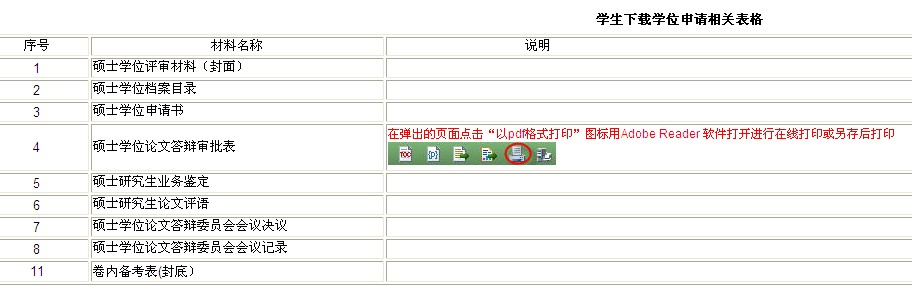 学生下载学位申请相关表格
序号 材料名称 说明
1 硕士学位评审材料（封面）
2 硕士学位档案目录
3 硕士学位申请书
4 硕士学位论文答辩审批表 在弹出的页面点击“以pdf格式打印”图标用Adobe Reader 软件打开进行在线打印或另存后打印
TOC
5 硕士研究生业务鉴定
6 硕士研究生论文评语
7 硕士学位论文答辩委员会会议决议
8 硕士学位论文答辩委员会会议记录
11 卷内备考表(封底）